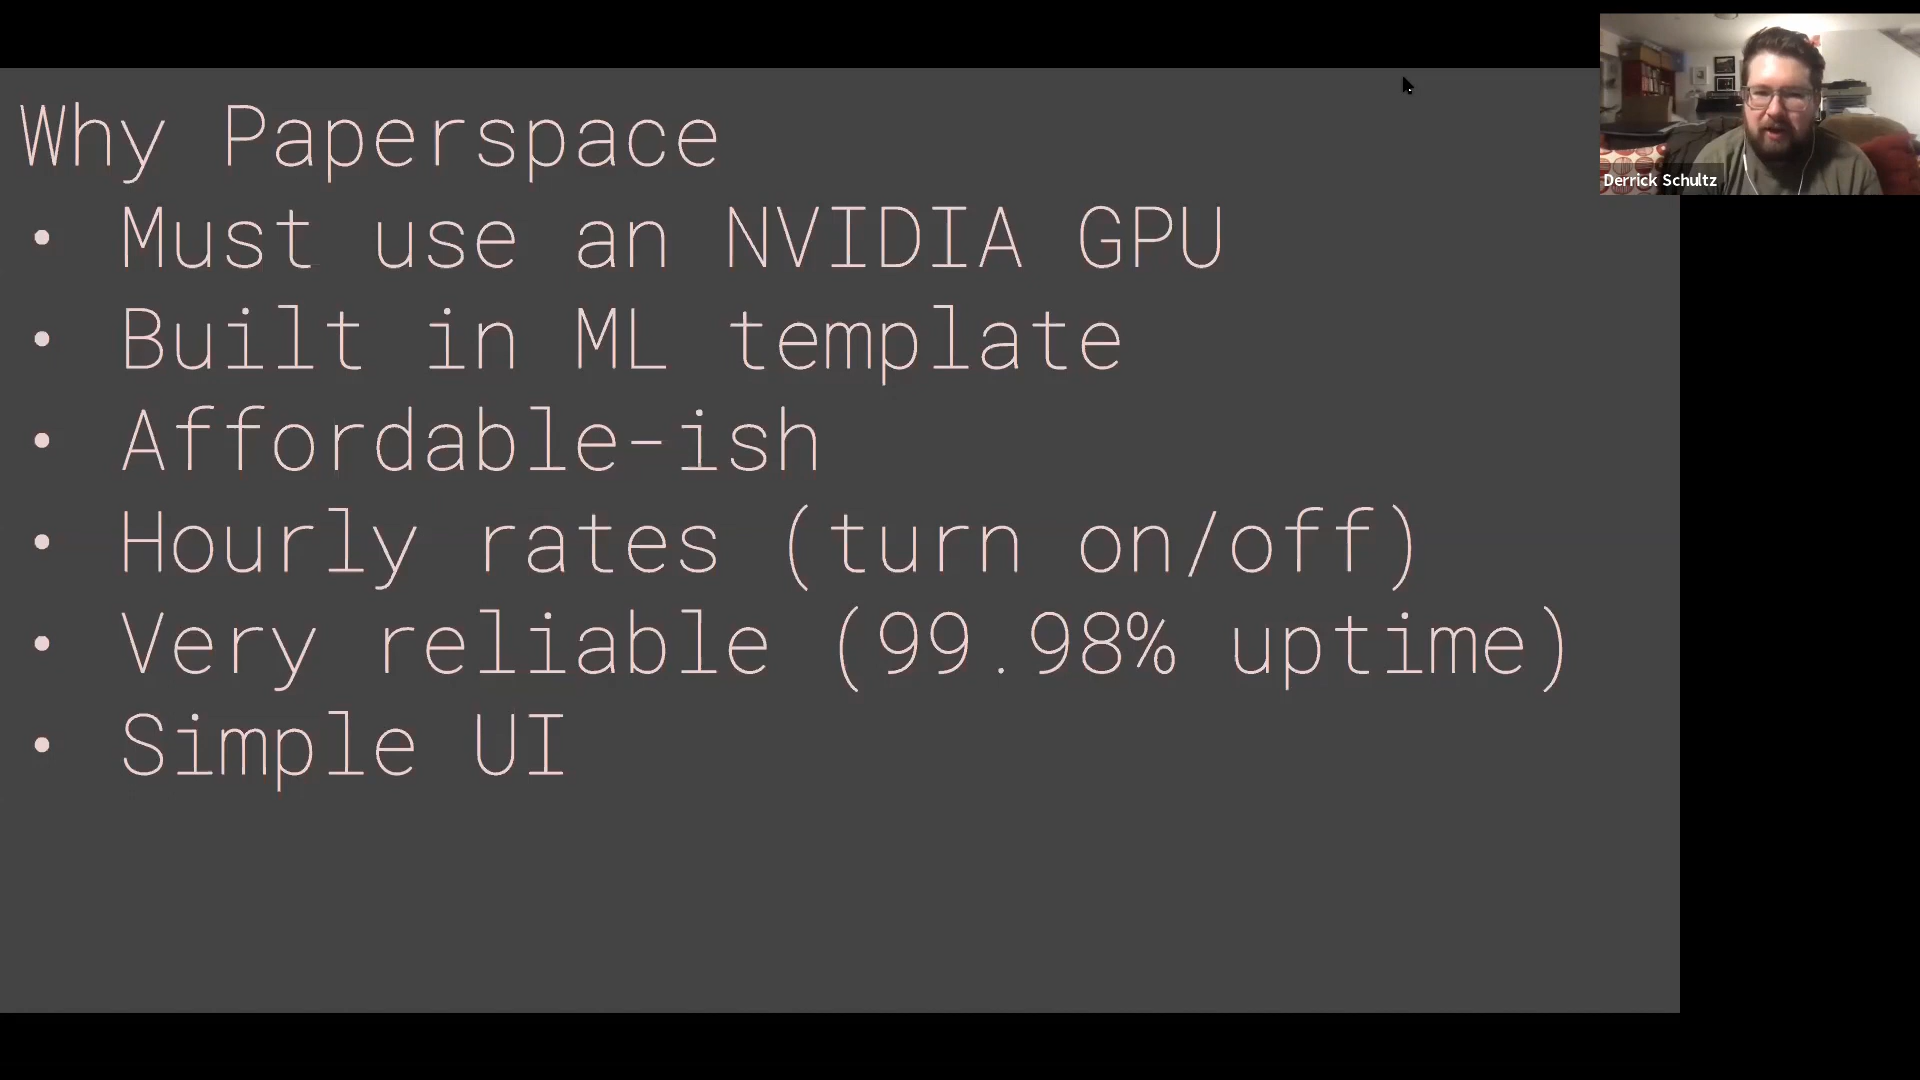 Why Paperspace
• Must use an NVIDIA GPU
• Built in ML template
• Affordable-ish
• Hourly rates (turn on/off)
• Very reliable (99.98% uptime)
• Simple UI
Derrick Schultz